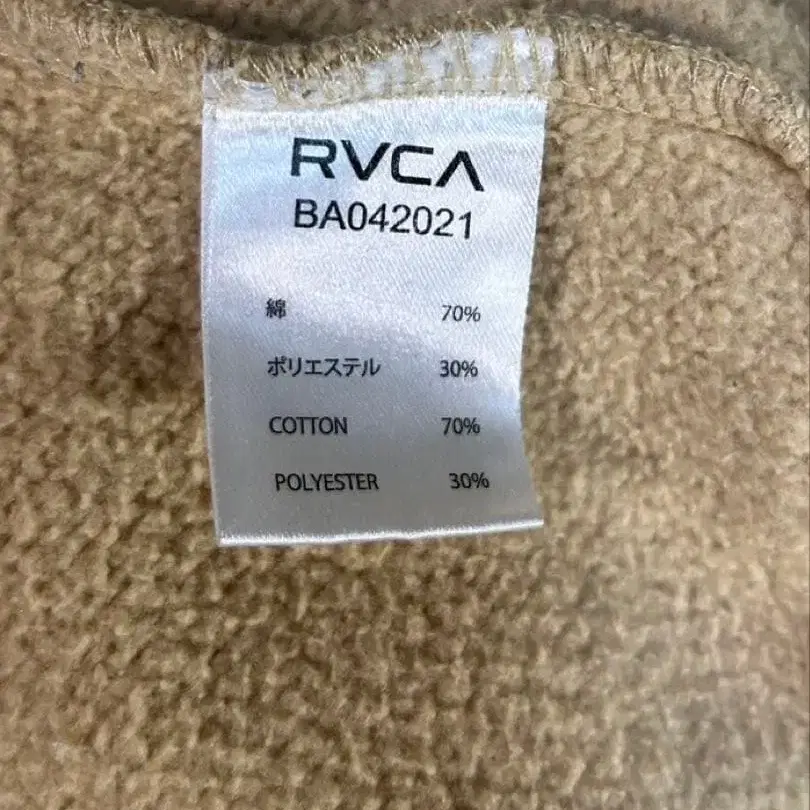 RVCA
BA042021
綿 70%
ポリエステル 30%
COTTON 70%
POLYESTER 30%